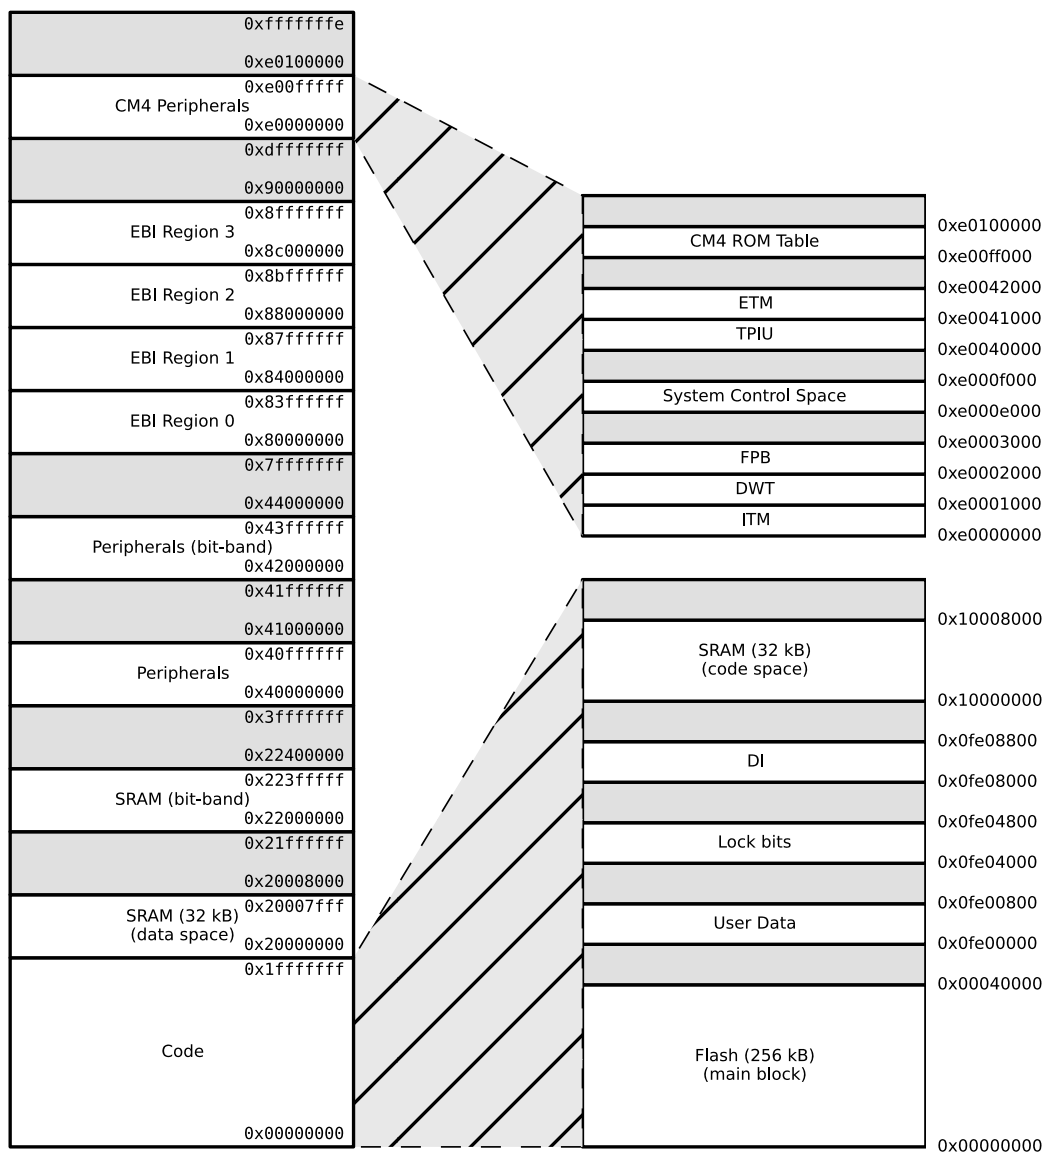 0xfffffffe
0xe0100000
0xe00fffff
CM4 Peripherals
0xe0000000
0xdfffffff
0x90000000
0x8fffffff
EBI Region 3
0x8c000000
0x8bffffff
EBI Region 2
0x88000000
0x87ffffff
EBI Region 1
0x84000000
0x83ffffff
EBI Region 0
0x80000000
0x7fffffff
0x44000000
0x43ffffff
Peripherals (bit-band)
0x42000000
0x41ffffff
0x41000000
0x40ffffff
Peripherals
0x40000000
0x3fffffff
0x22400000
0x223fffff
SRAM (bit-band)
0x22000000
0x21ffffff
0x20008000
0x20007fff
SRAM (32 kB)
(data space)
0x20000000
0x1fffffff
Code
0x00000000
0xe0100000
CM4 ROM Table
0xe00ff000
0xe0042000
ETM
0xe0041000
TPIU
0xe0040000
0xe000f000
System Control Space
0xe000e000
0xe0003000
FPB
0xe0002000
DWT
0xe0001000
ITM
0xe0000000
0x10008000
SRAM (32 kB)
(code space)
0x10000000
0x0fe08800
DI
0x0fe08000
0x0fe04800
Lock bits
0x0fe04000
0x0fe00800
User Data
0x0fe00000
0x00040000
Flash (256 kB)
(main block)
0x00000000